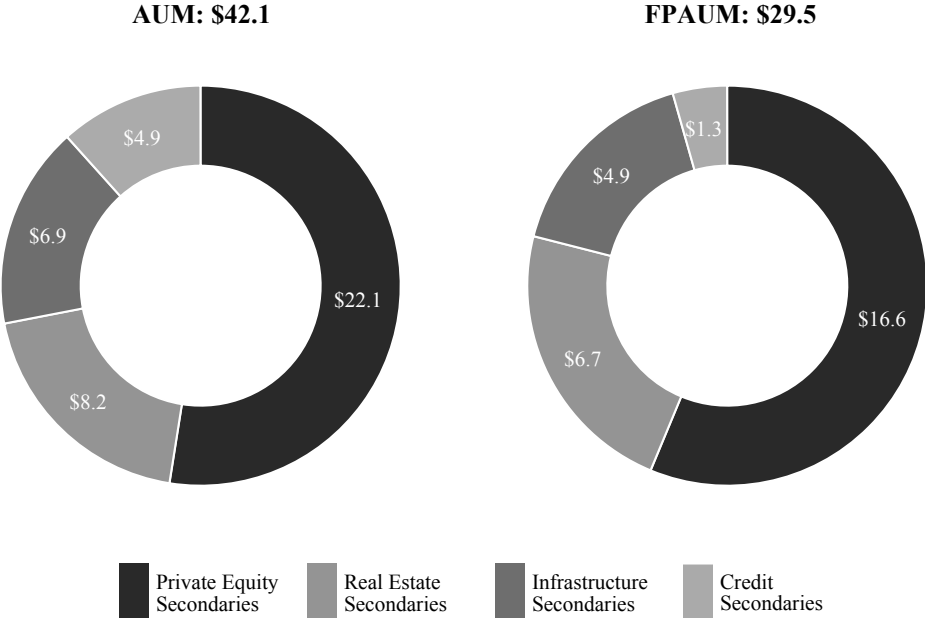 AUM: $42.1
FPAUM: $29.5
$4.9
$6.9
$22.1
$8.2
$1.3
$4.9
$16.6
$6.7
Private Equity
Secondaries
Real Estate
Secondaries
Infrastructure
Secondaries
Credit
Secondaries